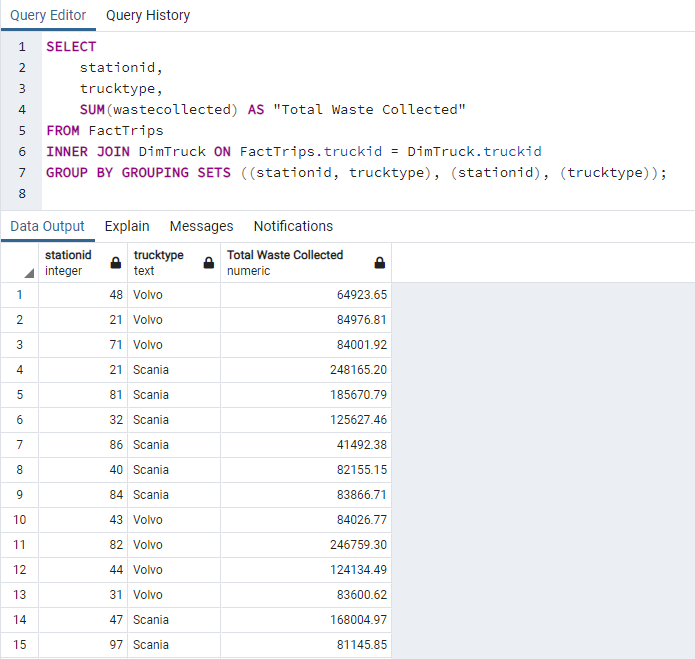 Query Editor Query History
1 SELECT
2 stationid,
3 trucktype,
4 SUM(wastecollected) AS "Total Waste Collected"
5 FROM FactTrips
6 INNER JOIN DimTruck ON FactTrips.truckid = DimTruck.truckid
7 GROUP BY GROUPING SETS ((stationid, trucktype), (stationid), (trucktype));
8
Data Output Explain Messages Notifications
stationid trucktype Total Waste Collected
integer text numeric
1 48 Volvo 64923.65
2 21 Volvo 84976.81
3 71 Volvo 84001.92
4 21 Scania 248165.20
5 81 Scania 185670.79
6 32 Scania 125627.46
7 86 Scania 41492.38
8 40 Scania 82155.15
9 84 Scania 83866.71
10 43 Volvo 84026.77
11 82 Volvo 246759.30
12 44 Volvo 124134.49
13 31 Volvo 83600.62
14 47 Scania 168004.97
15 97 Scania 81145.85